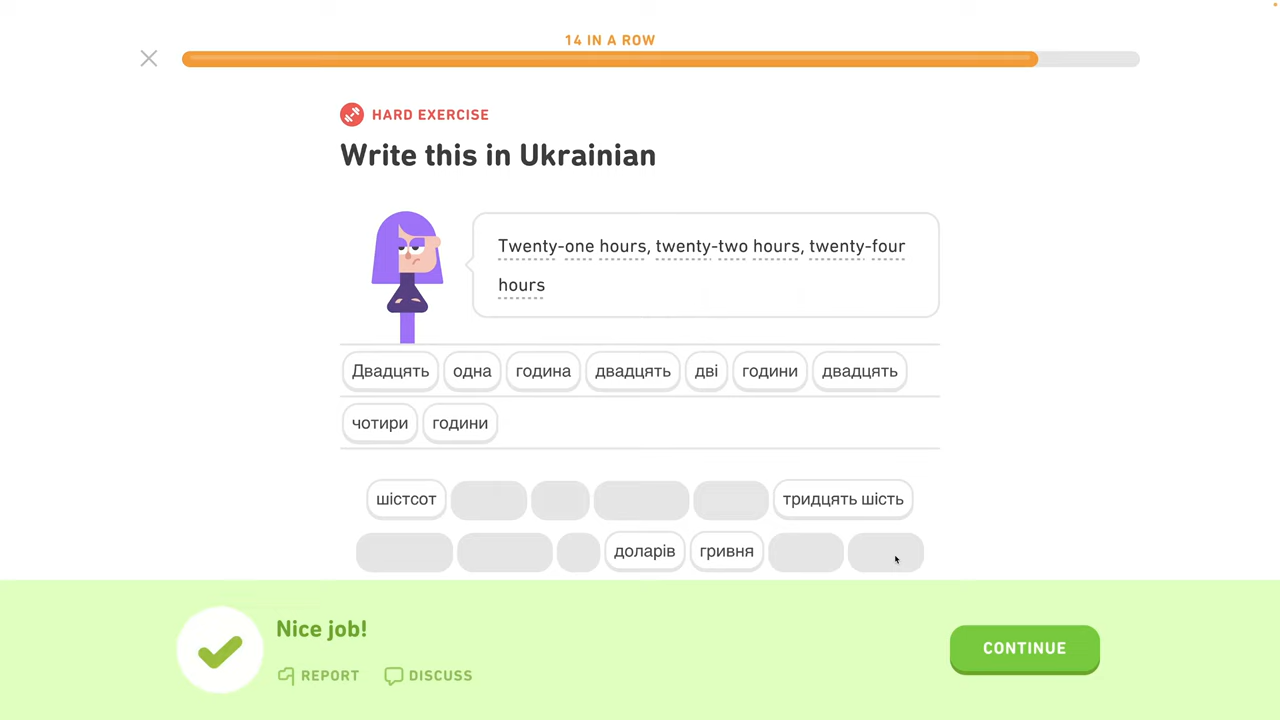 14 IN A ROW
HARD EXERCISE
Write this in Ukrainian
Twenty-one hours, twenty-two hours, twenty-four
hours
Двадцять одна година двадцять дві години двадцять
чотири години
шістсот тридцять шість
доларів гривня
Nice job!
REPORT DISCUSS
CONTINUE